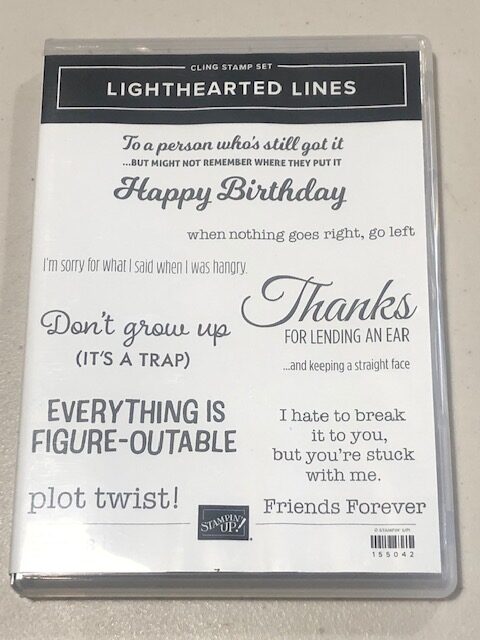 CLING STAMP SET
LIGHTHEARTED LINES
To a person who's still got it
...BUT MIGHT NOT REMEMBER WHERE THEY PUT IT
Happy Birthday
when nothing goes right, go left
I'm sorry for what I said when I was hangry.
Thanks
FOR LENDING AN EAR
...and keeping a straight face
Don't grow up
(IT'S A TRAP)
EVERYTHING IS
FIGURE-OUTABLE
I hate to break
it to you,
but you're stuck
with me.
plot twist!
Friends Forever
STAMPIN' UP!
© STAMPIN' UP!
155042